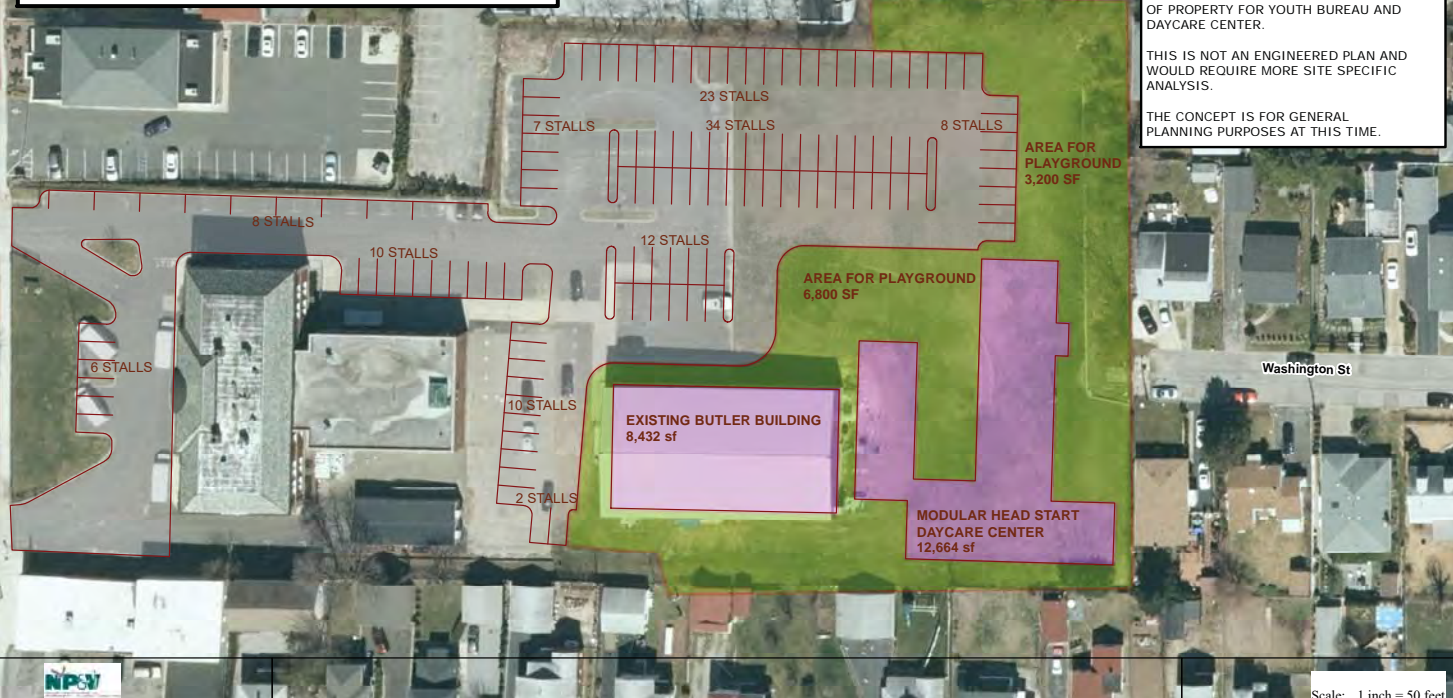 OF PROPERTY FOR YOUTH BUREAU AND
DAYCARE CENTER.
THIS IS NOT AN ENGINEERED PLAN AND
WOULD REQUIRE MORE SITE SPECIFIC
ANALYSIS.
THE CONCEPT IS FOR GENERAL
PLANNING PURPOSES AT THIS TIME.
23 STALLS
7 STALLS
34 STALLS
8 STALLS
AREA FOR
PLAYGROUND
3,200 SF
8 STALLS
10 STALLS
12 STALLS
AREA FOR PLAYGROUND
6,800 SF
6 STALLS
10 STALLS
2 STALLS
EXISTING BUTLER BUILDING
8,432 sf
MODULAR HEAD START
DAYCARE CENTER
12,664 sf
Washington St
NP&V
Scale: 1 inch = 50 feet